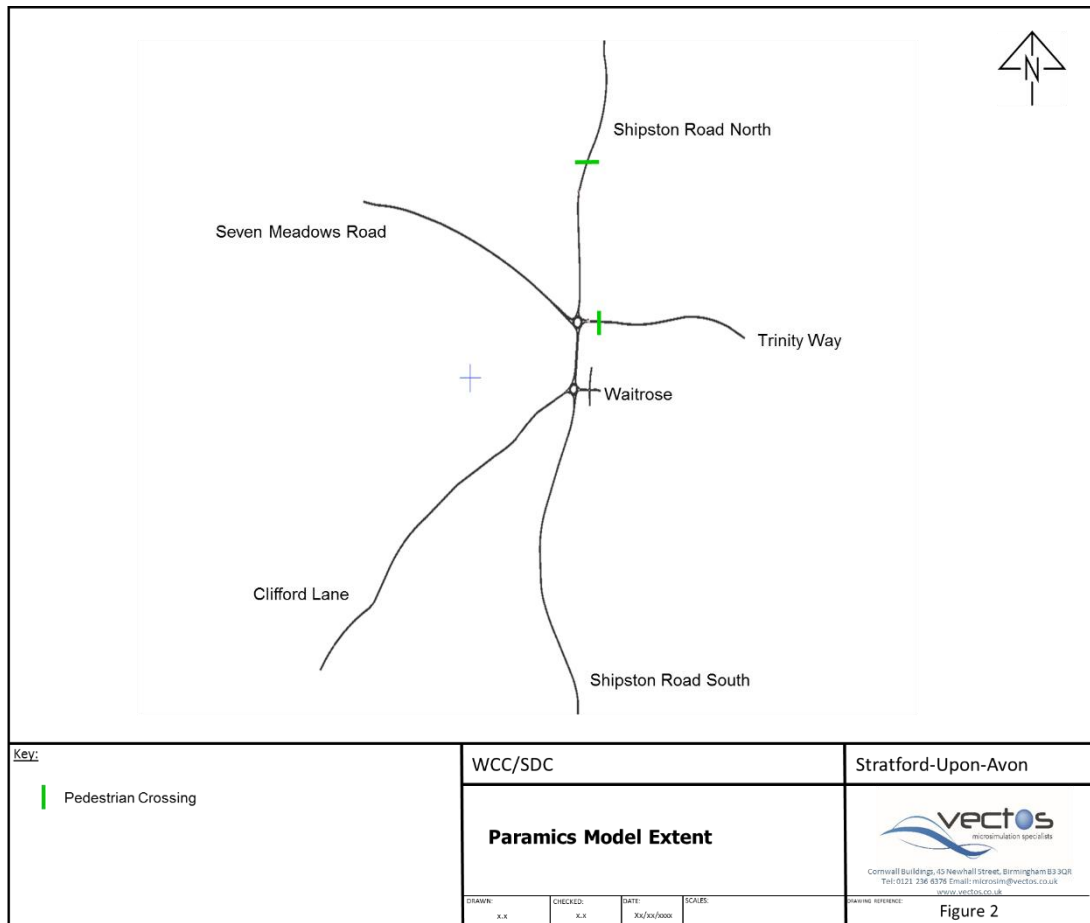 N
Shipston Road North
Seven Meadows Road
Trinity Way
Waitrose
Clifford Lane
Shipston Road South
Key:
Pedestrian Crossing
WCC/SDC
Stratford-Upon-Avon
Paramics Model Extent
vectos
microsimulation specialists
Cornwall Buildings, 45 Newhall Street, Birmingham B3 3QR
Tel: 0121 236 6376 Email: microsim@vectos.co.uk
www.vectos.co.uk
DRAWN:
x.x
CHECKED:
x.x
DATE:
Xx/xx/xxxx
SCALES:
DRAWING REFERENCE:
Figure 2